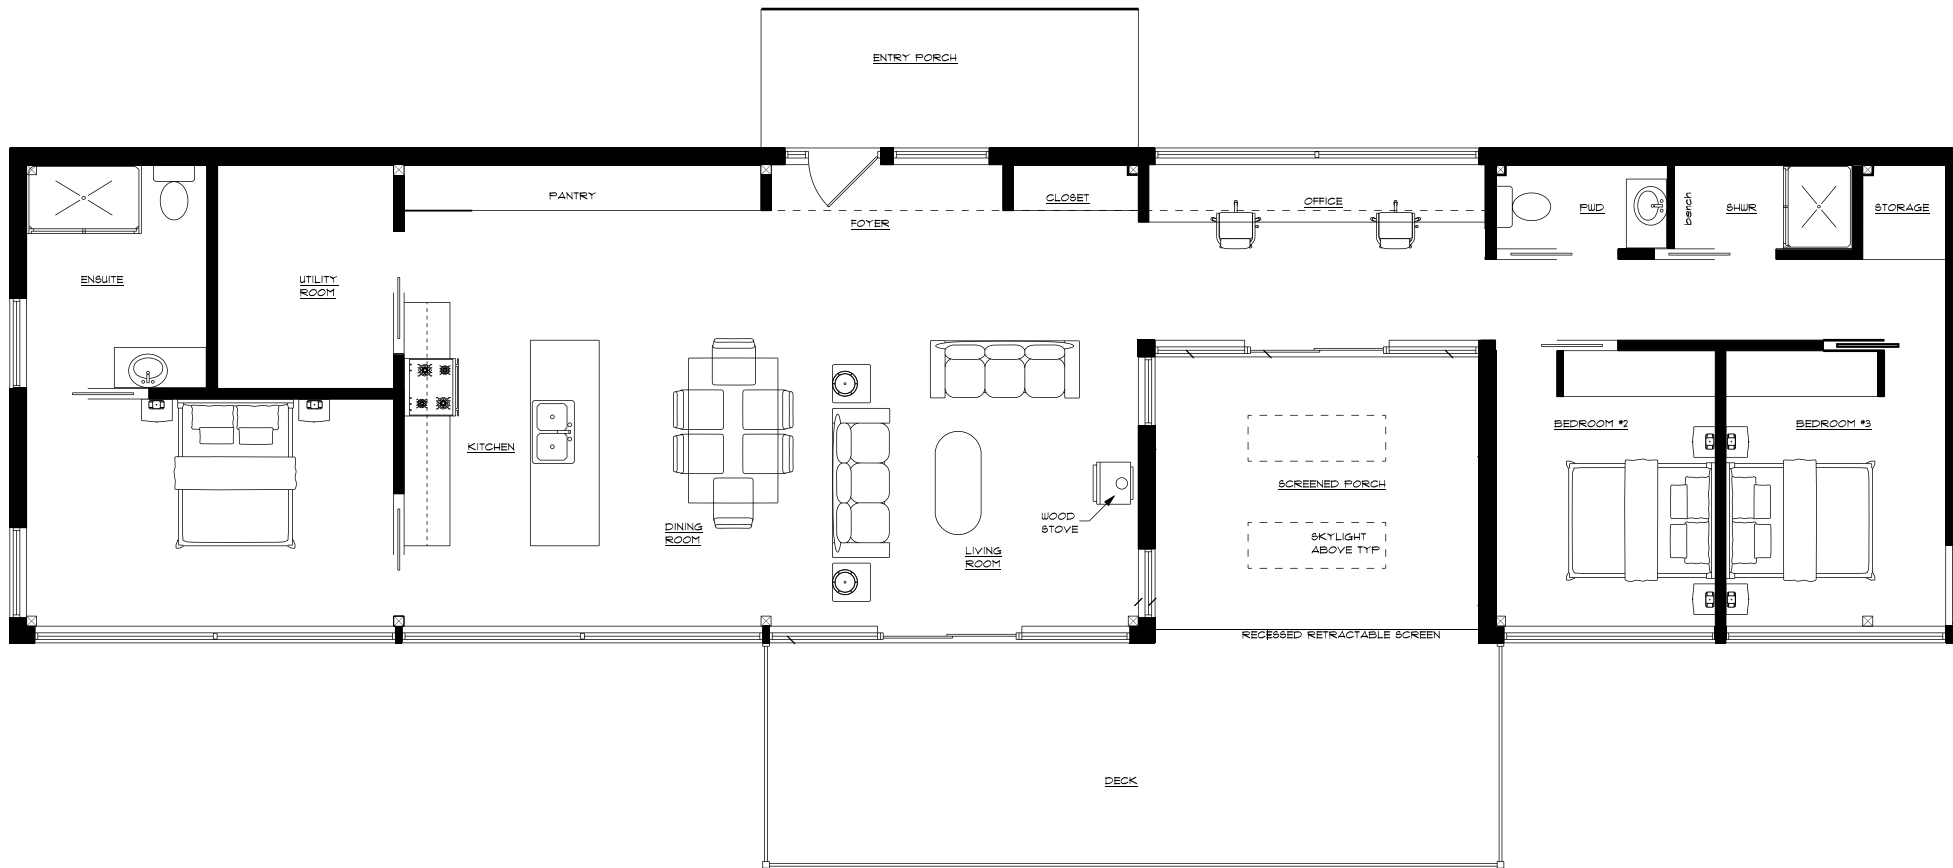 ENTRY PORCH
PANTRY
FOYER
CLOSET
OFFICE
PWD
bench
SHWR
STORAGE
ENSUITE
UTILITY
ROOM
KITCHEN
DINING
ROOM
LIVING
ROOM
WOOD
STOVE
SCREENED PORCH
SKYLIGHT
ABOVE TYP
BEDROOM #2
BEDROOM #3
RECESSED RETRACTABLE SCREEN
DECK